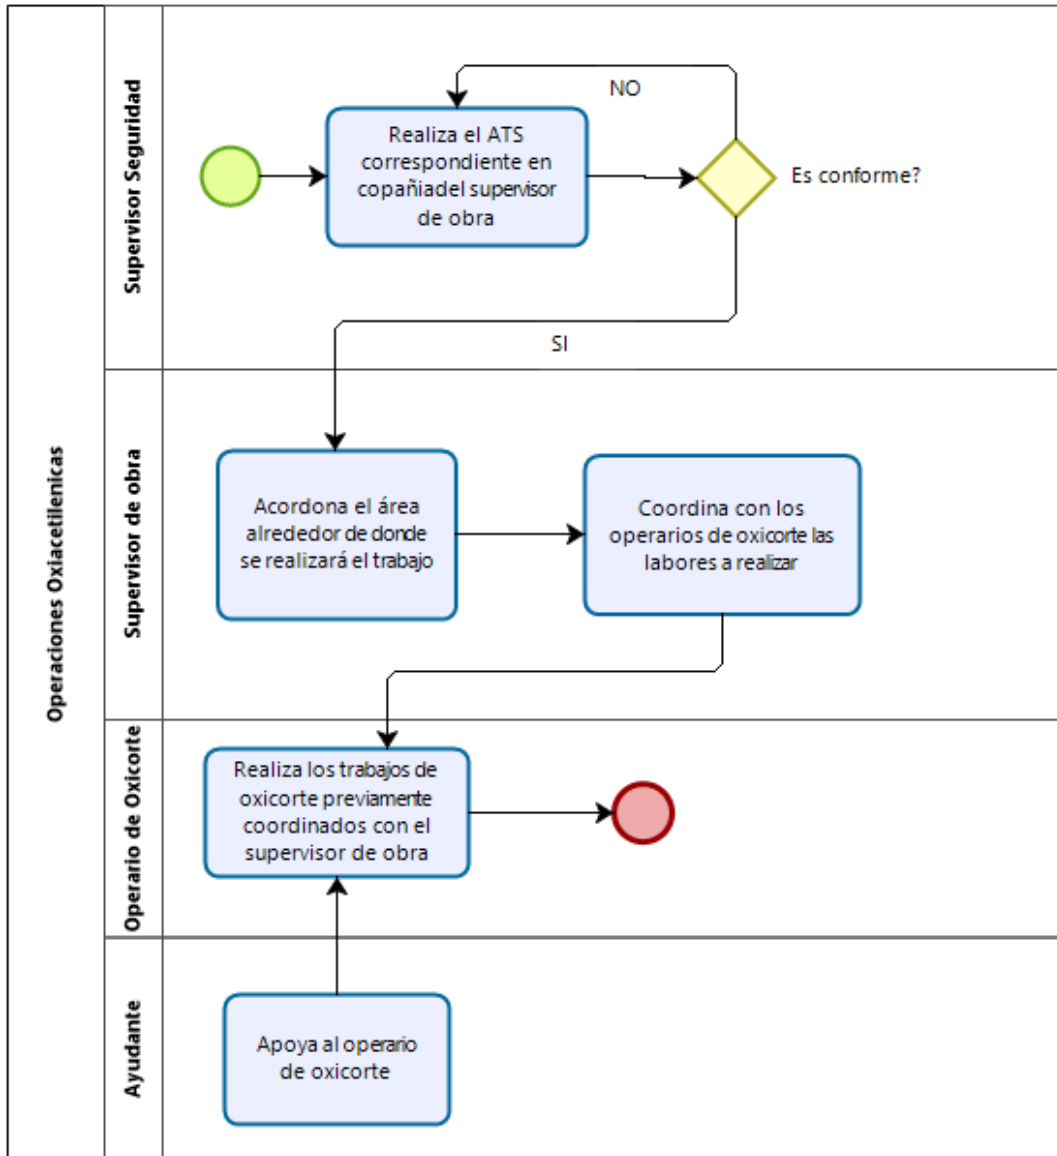 Operaciones Oxiacetilenicas
Supervisor Seguridad
NO
Realiza el ATS
correspondiente en
copañiadel supervisor
de obra
Es conforme?
SI
Supervisor de obra
Acordona el área
alrededor de donde
se realizará el trabajo
Coordina con los
operarios de oxicorte las
labores a realizar
Operario de Oxicorte
Realiza los trabajos de
oxicorte previamente
coordinados con el
supervisor de obra
Ayudante
Apoya al operario
de oxicorte